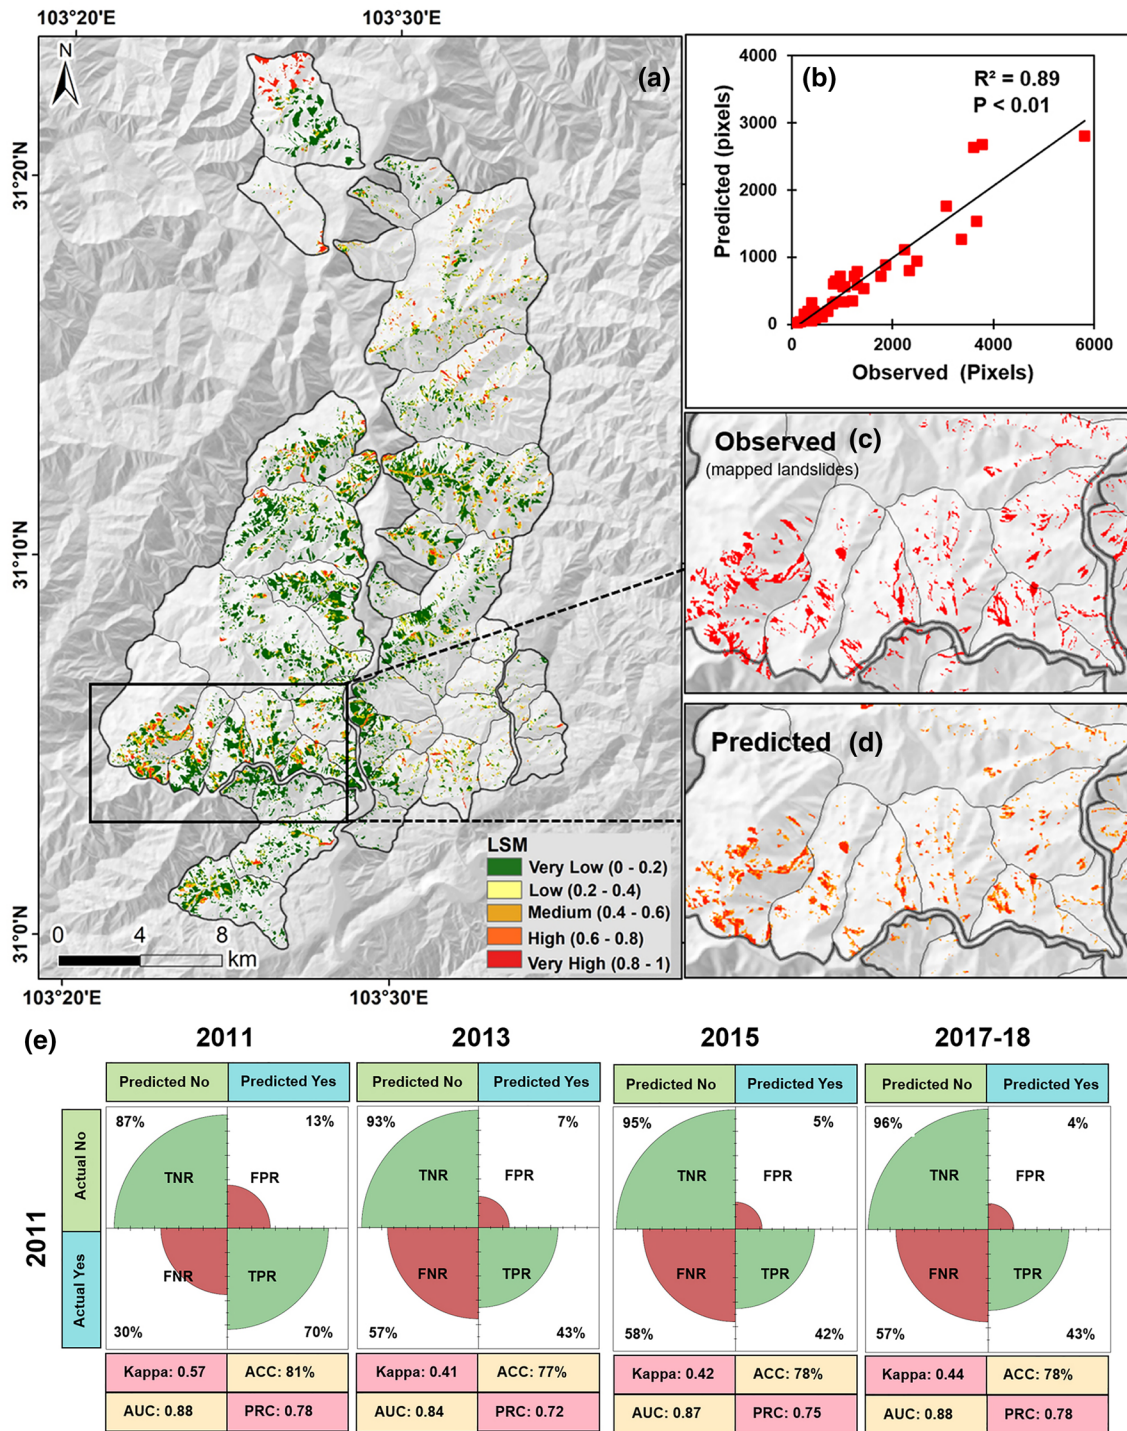 103°20'E
103°30'E
N
(a)
31°20'N
31°10'N
31°0'N
LSM
Very Low (0 - 0.2)
Low (0.2 - 0.4)
Medium (0.4 - 0.6)
High (0.6 - 0.8)
Very High (0.8 - 1)
0
4
8
km
103°20'E
103°30'E
(b)
R² = 0.89
P < 0.01
4000
3000
2000
1000
0
Predicted (pixels)
0
2000
4000
6000
Observed (Pixels)
Observed (c)
(mapped landslides)
Predicted (d)
(e)
2011
2013
2015
2017-18
Predicted No
Predicted Yes
Predicted No
Predicted Yes
Predicted No
Predicted Yes
Predicted No
Predicted Yes
2011
Actual No
Actual Yes
87%
13%
TNR
FPR
FNR
TPR
30%
70%
93%
7%
TNR
FPR
FNR
TPR
57%
43%
95%
5%
TNR
FPR
FNR
TPR
58%
42%
96%
4%
TNR
FPR
FNR
TPR
57%
43%
Kappa: 0.57
ACC: 81%
Kappa: 0.41
ACC: 77%
Kappa: 0.42
ACC: 78%
Kappa: 0.44
ACC: 78%
AUC: 0.88
PRC: 0.78
AUC: 0.84
PRC: 0.72
AUC: 0.87
PRC: 0.75
AUC: 0.88
PRC: 0.78